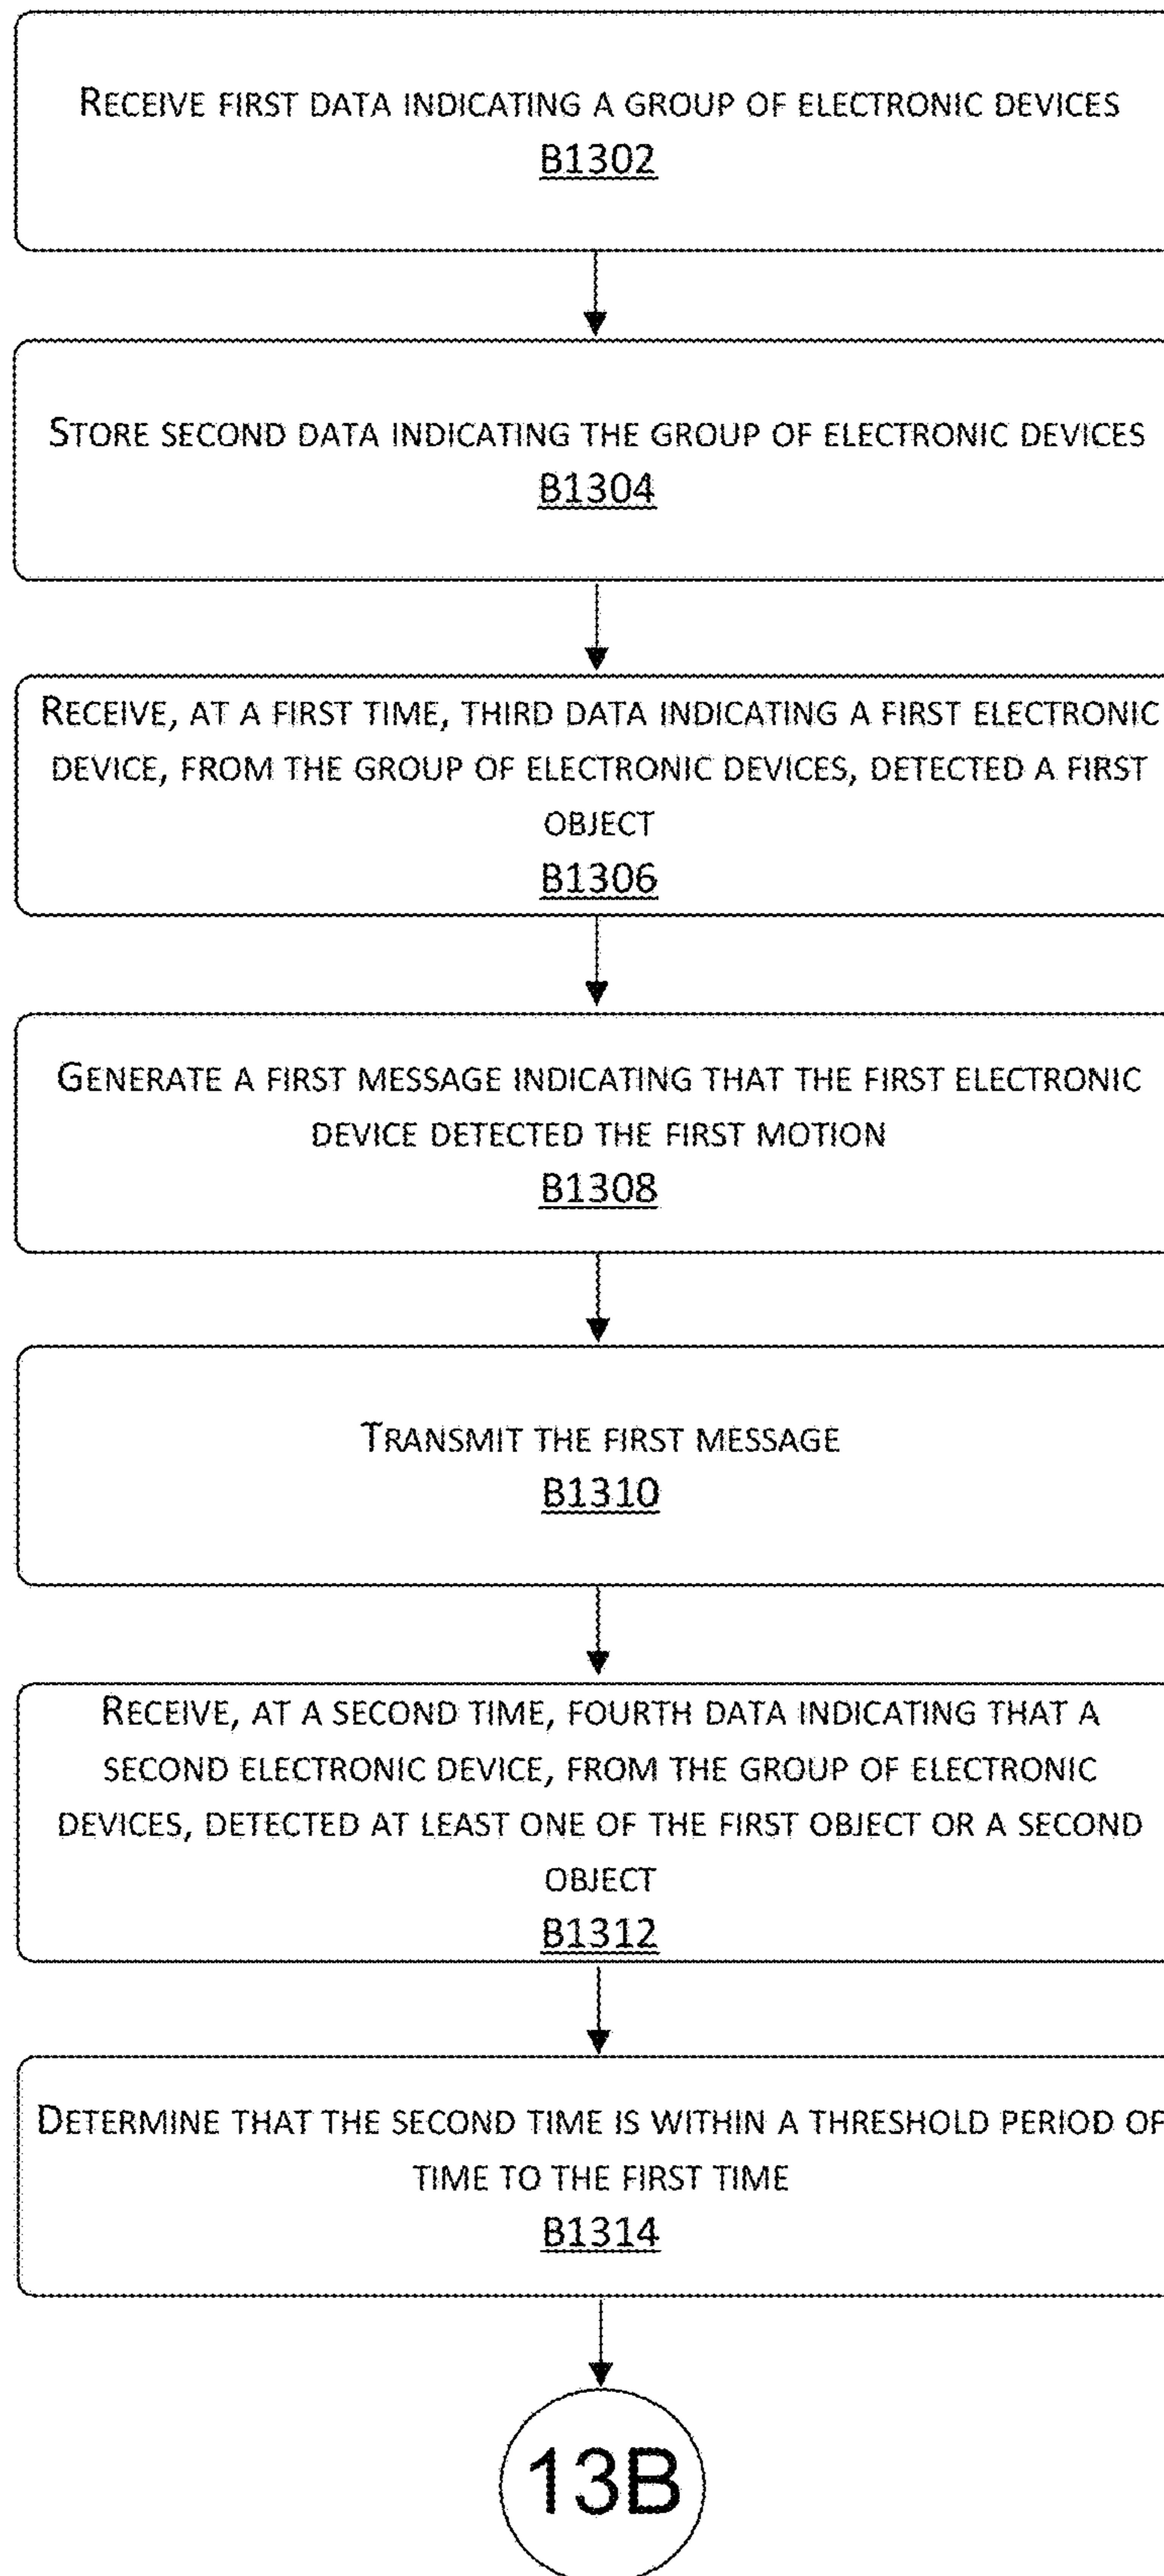 RECEIVE FIRST DATA INDICATING A GROUP OF ELECTRONIC DEVICES
B1302
STORE SECOND DATA INDICATING THE GROUP OF ELECTRONIC DEVICES
B1304
RECEIVE, AT A FIRST TIME, THIRD DATA INDICATING A FIRST ELECTRONIC
DEVICE, FROM THE GROUP OF ELECTRONIC DEVICES, DETECTED A FIRST
OBJECT
B1306
GENERATE A FIRST MESSAGE INDICATING THAT THE FIRST ELECTRONIC
DEVICE DETECTED THE FIRST MOTION
B1308
TRANSMIT THE FIRST MESSAGE
B1310
RECEIVE, AT A SECOND TIME, FOURTH DATA INDICATING THAT A
SECOND ELECTRONIC DEVICE, FROM THE GROUP OF ELECTRONIC
DEVICES, DETECTED AT LEAST ONE OF THE FIRST OBJECT OR A SECOND
OBJECT
B1312
DETERMINE THAT THE SECOND TIME IS WITHIN A THRESHOLD PERIOD OF
TIME TO THE FIRST TIME
B1314
13B